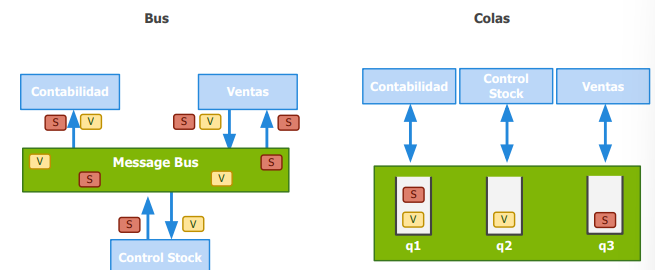 Bus
Colas
Contabilidad
Ventas
S V
S V
S
V
S
Message Bus
V
S
S
V
Control Stock
Contabilidad
Control
Stock
Ventas
S
V
V
S
q1
q2
q3